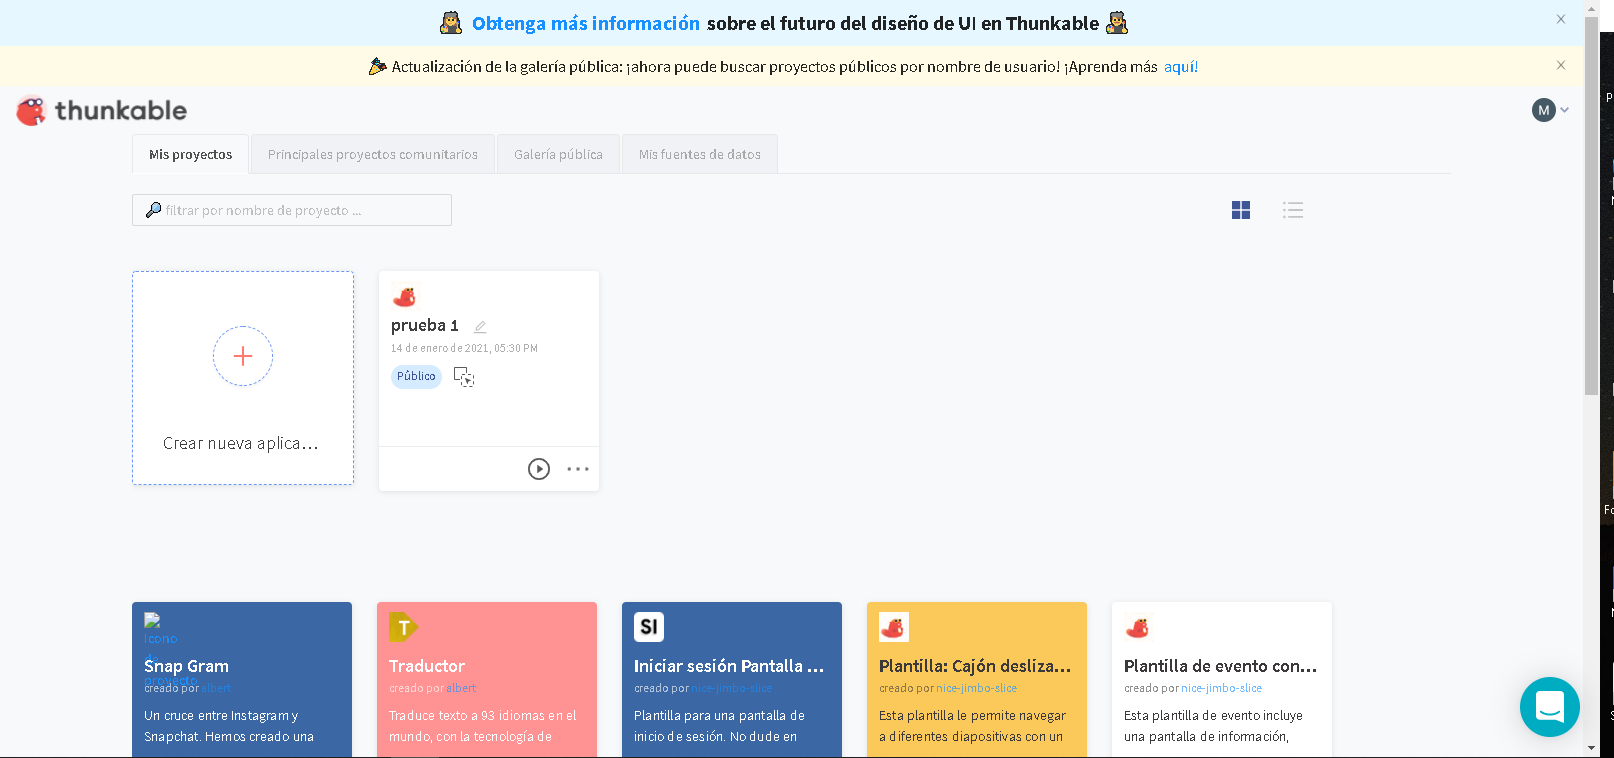 Obtenga más información sobre el futuro del diseño de UI en Thunkable
Actualización de la galería pública: ¡ahora puede buscar proyectos públicos por nombre de usuario! ¡Aprenda más aquí!
thunkable
M
Mis proyectos
Principales proyectos comunitarios
Galería pública
Mis fuentes de datos
filtrar por nombre de proyecto ...
Crear nueva aplica...
prueba 1
14 de enero de 2021, 05:30 PM
Público
Icono de proyecto
Snap Gram
creado por albert
Un cruce entre Instagram y
Snapchat. Hemos creado una
T
Traductor
creado por albert
Traduce texto a 93 idiomas en el
mundo, con la tecnología de
SI
Iniciar sesión Pantalla ...
creado por nice-jimbo-slice
Plantilla para una pantalla de
inicio de sesión. No dude en
Plantilla: Cajón desliza...
creado por nice-jimbo-slice
Esta plantilla le permite navegar
a diferentes diapositivas con un
Plantilla de evento con...
creado por nice-jimbo-slice
Esta plantilla de evento incluye
una pantalla de información,